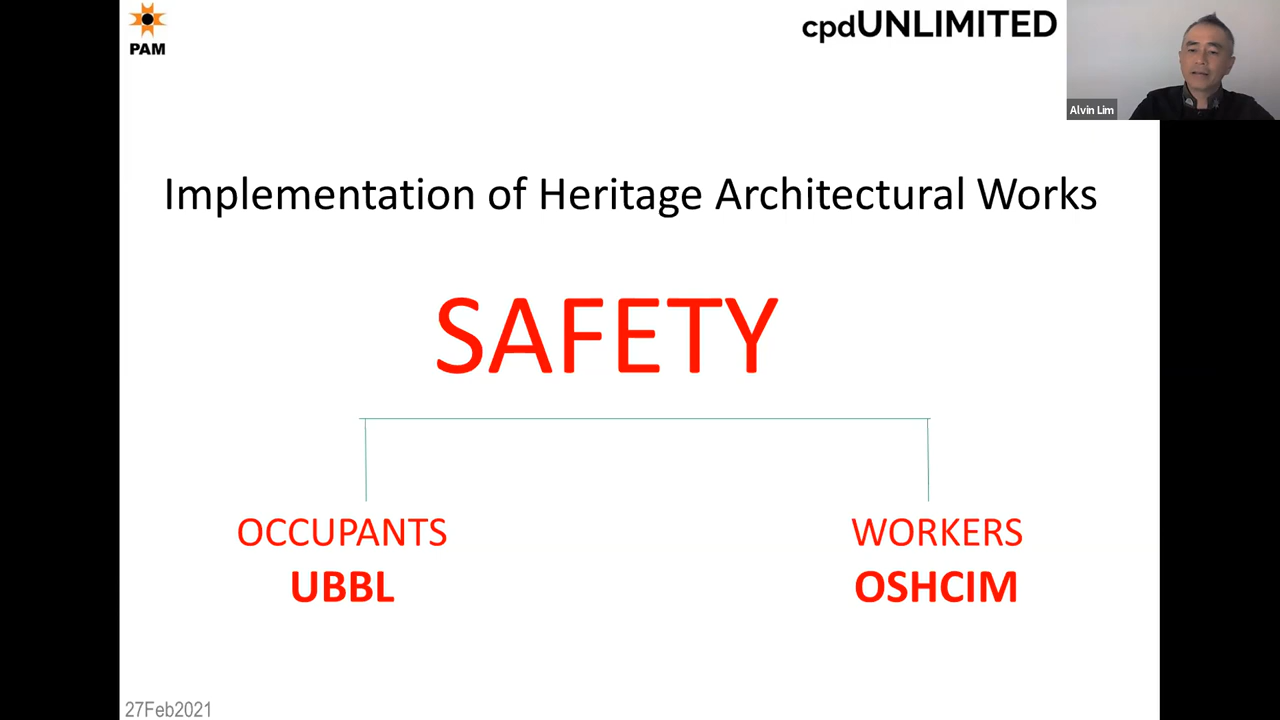 PAM
cpdUNLIMITED
Alvin Lim
Implementation of Heritage Architectural Works
SAFETY
OCCUPANTS
UBBL
WORKERS
OSHCIM
27Feb2021